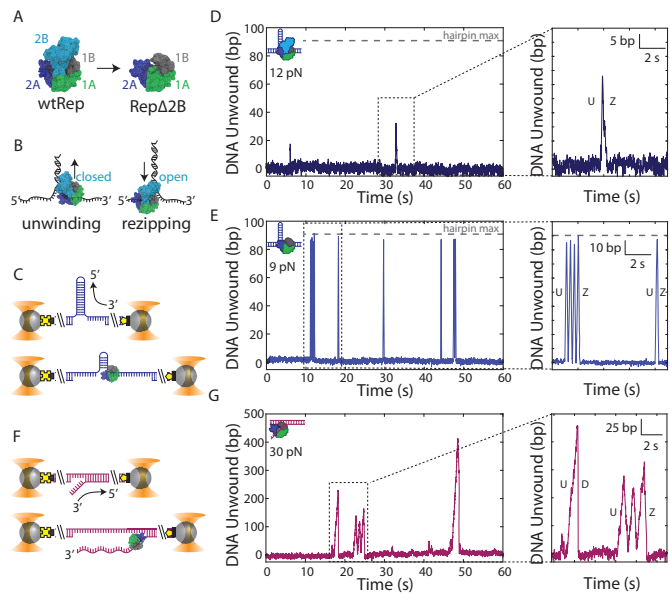 A
2B
1B
2A
1A
wtRep
2A
1B
1A
RepΔ2B
B
closed
open
5'
3'
5'
3'
unwinding
rezipping
C
5'
3'
F
3'
5'
3'
D
DNA Unwound (bp)
100
80
60
40
20
0
hairpin max
12 pN
0
10
20
30
40
50
60
Time (s)
5 bp
2 s
U
Z
Time (s)
E
DNA Unwound (bp)
100
80
60
40
20
0
hairpin max
9 pN
0
10
20
30
40
50
60
Time (s)
DNA Unwound (bp)
10 bp
2 s
U
Z
U
Z
Time (s)
G
DNA Unwound (bp)
500
400
300
200
100
0
30 pN
0
10
20
30
40
50
60
Time (s)
DNA Unwound (bp)
25 bp
2 s
U
D
U
Z
Time (s)
DNA Unwound (bp)